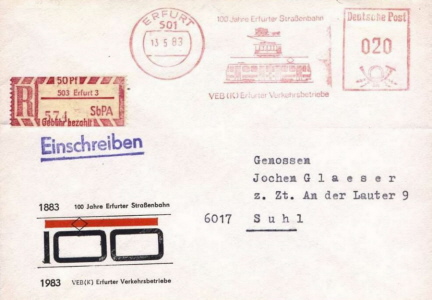 ERFURT
501
13.5.83
100 Jahre Erfurter Straßenbahn
VEB(K) Erfurter Verkehrsbetriebe
Deutsche Post
020
50 Pf
R
503 Erfurt 3
571
SbPA
Gebühr bezahlt
Einschreiben
Genossen
Jochen Glaeser
z. Zt. An der Lauter 9
6017 Suhl
1883 100 Jahre Erfurter Straßenbahn
100
1983 VEB(K) Erfurter Verkehrsbetriebe